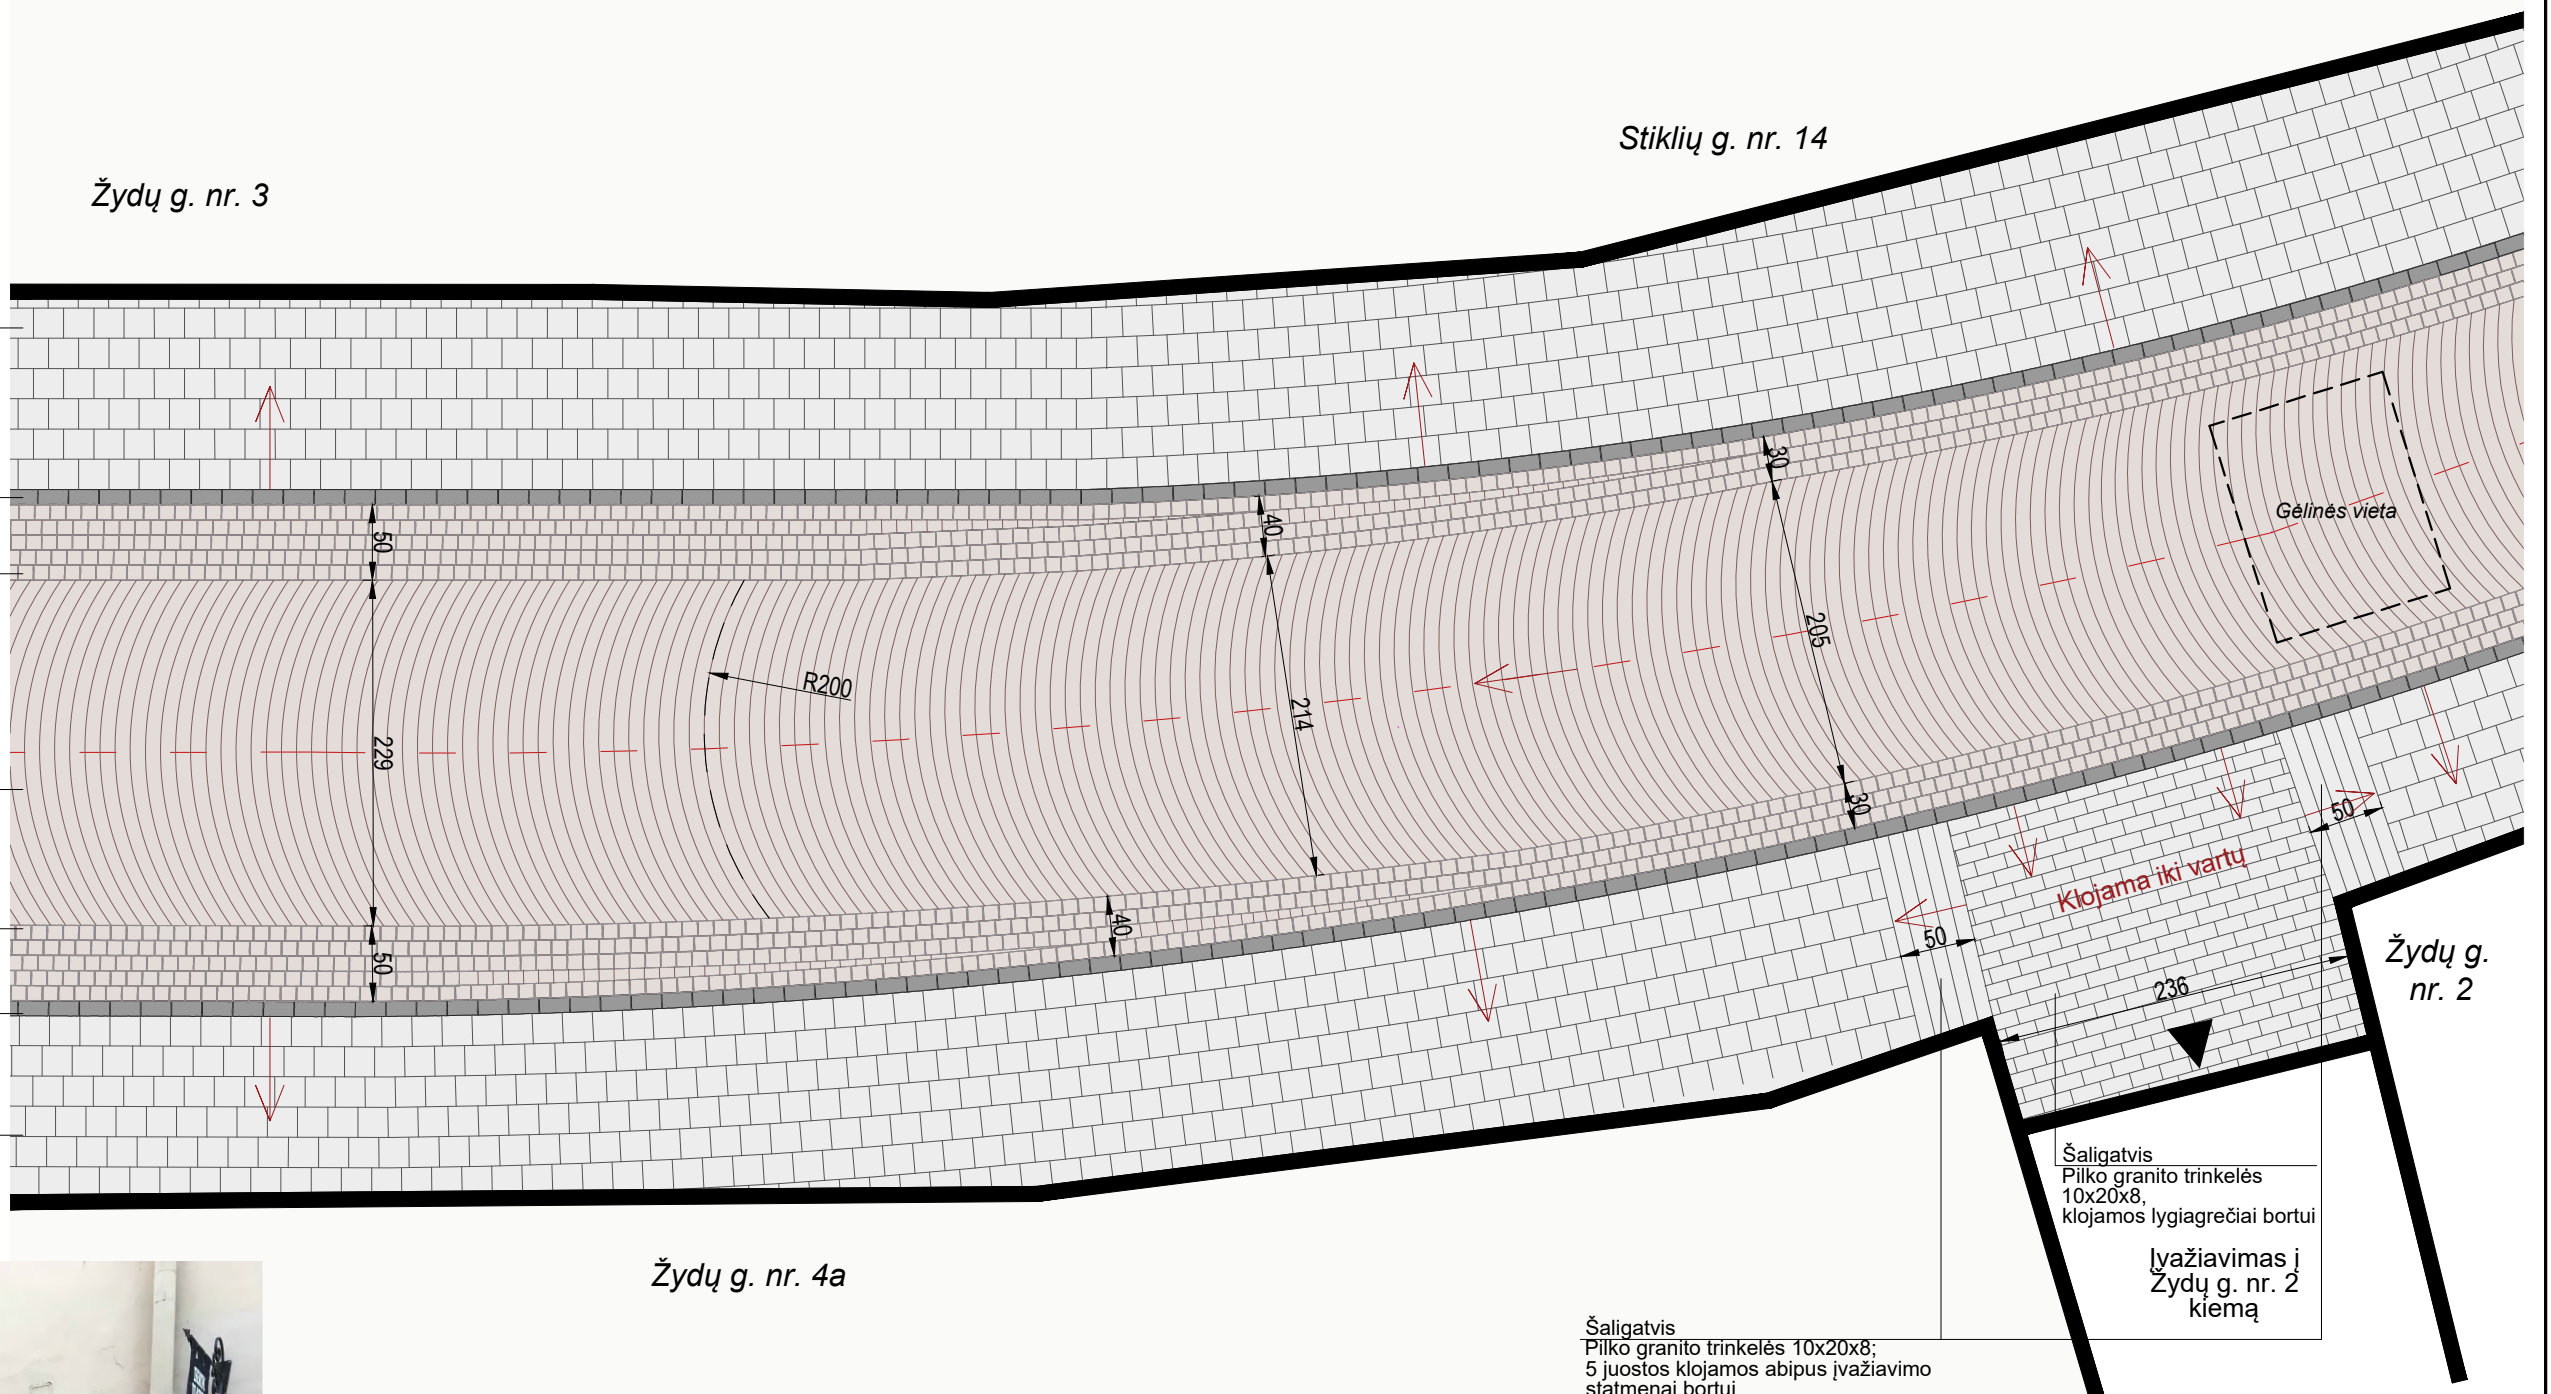 Stiklių g. nr. 14
Žydų g. nr. 3
30
40
50
Gėlinės vieta
205
R200
214
229
30
50
Klojama iki vartų
40
50
50
236
Žydų g.
nr. 2
Šaligatvis
Pilko granito trinkelės
10x20x8,
klojamos lygiagrečiai bortui
Įvažiavimas į
Žydų g. nr. 2
kiemą
Žydų g. nr. 4a
Šaligatvis
Pilko granito trinkelės 10x20x8;
5 juostos klojamos abipus įvažiavimo
statmenai bortui